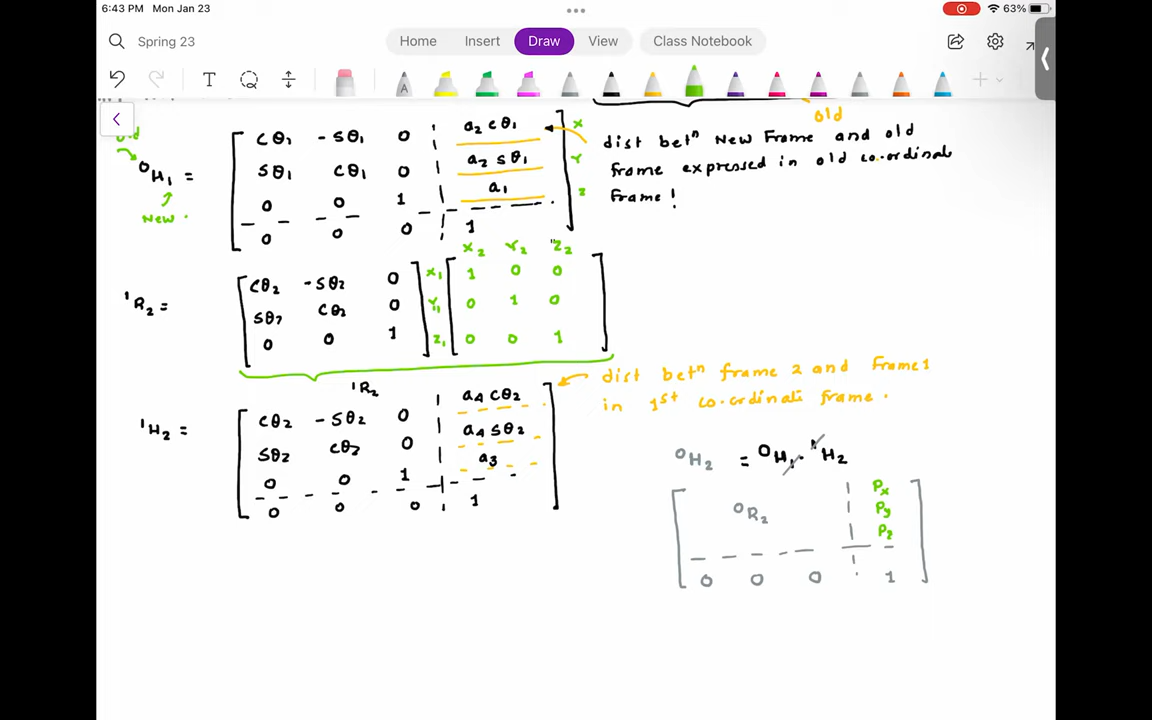 6:43 PM Mon Jan 23
63%
Spring 23
Home Insert Draw View Class Notebook
old
old
cθ₁ -sθ₁ 0 a₂cθ₁ X
sθ₁ cθ₁ 0 a₂sθ₁ Y
0 0 1 a₁ Z
0 0 0 1
⁰H₁ =
New
dist betⁿ New Frame and old
frame expressed in old co-ordinate
Frame!
X₂ Y₂ Z₂
¹R₂ =
cθ₂ -sθ₂ 0 X₁ 1 0 0
sθ₂ cθ₂ 0 Y₁ 0 1 0
0 0 1 Z₁ 0 0 1
¹R₂
dist betⁿ frame 2 and Frame 1
in 1st co-ordinate frame.
¹H₂ =
cθ₂ -sθ₂ 0 a₄cθ₂
sθ₂ cθ₂ 0 a₄sθ₂
0 0 1 a₃
0 0 0 1
⁰H₂ = ⁰H₁ · ¹H₂
⁰R₂ Px
Py
Pz
0 0 0 1